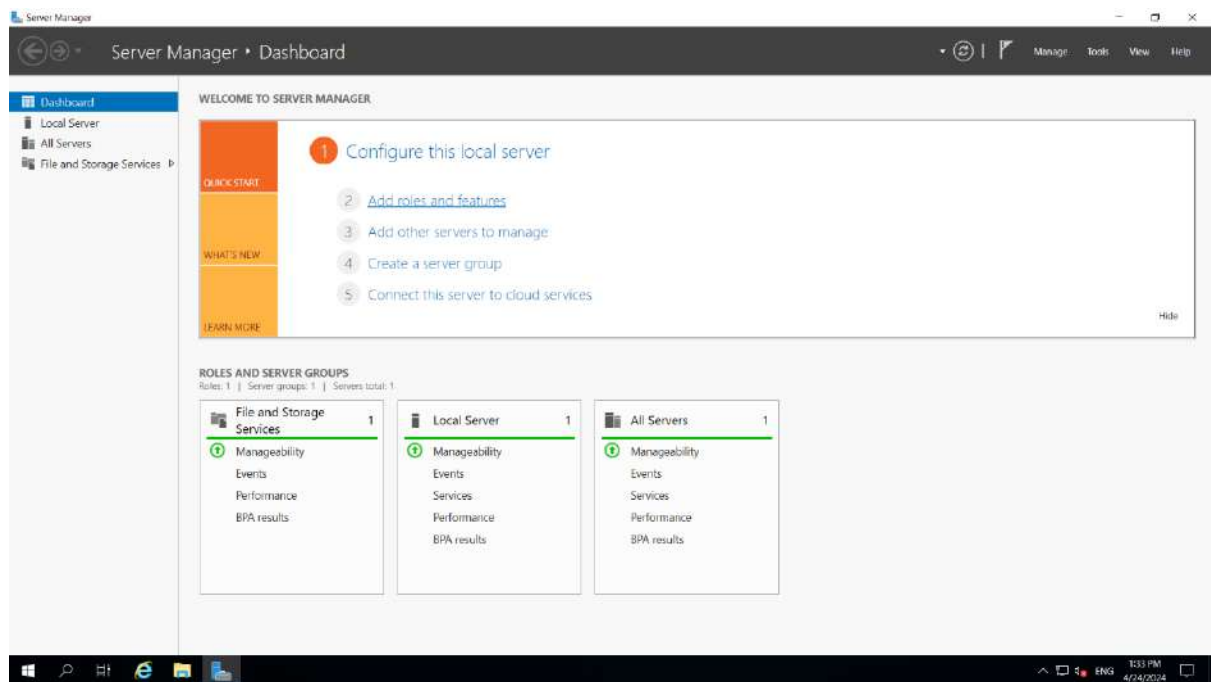 Server Manager
Server Manager • Dashboard
Manage Tools View Help
Dashboard
Local Server
All Servers
File and Storage Services
WELCOME TO SERVER MANAGER
QUICK START
WHAT'S NEW
LEARN MORE
1 Configure this local server
2 Add roles and features
3 Add other servers to manage
4 Create a server group
5 Connect this server to cloud services
Hide
ROLES AND SERVER GROUPS
Roles: 1 | Server groups: 1 | Servers total: 1
File and Storage
Services
1
Manageability
Events
Performance
BPA results
Local Server 1
Manageability
Events
Services
Performance
BPA results
All Servers 1
Manageability
Events
Services
Performance
BPA results
ENG
1:33 PM
4/24/2024